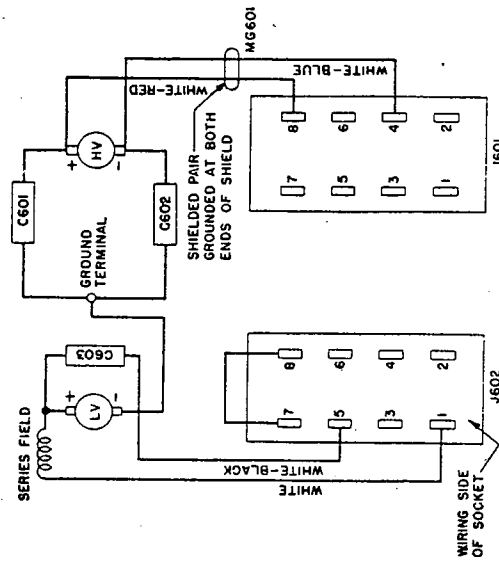 SERIES FIELD
+
LV
-
C603
GROUND
TERMINAL
C601
C602
+
HV
-
SHIELDED PAIR
GROUNDED AT BOTH
ENDS OF SHIELD
WHITE-RED
WHITE-BLUE
MG601
WHITE
WHITE-BLACK
7 8
5 6
3 4
1 2
J602
7 8
5 6
3 4
1 2
J601
WIRING SIDE
OF SOCKET